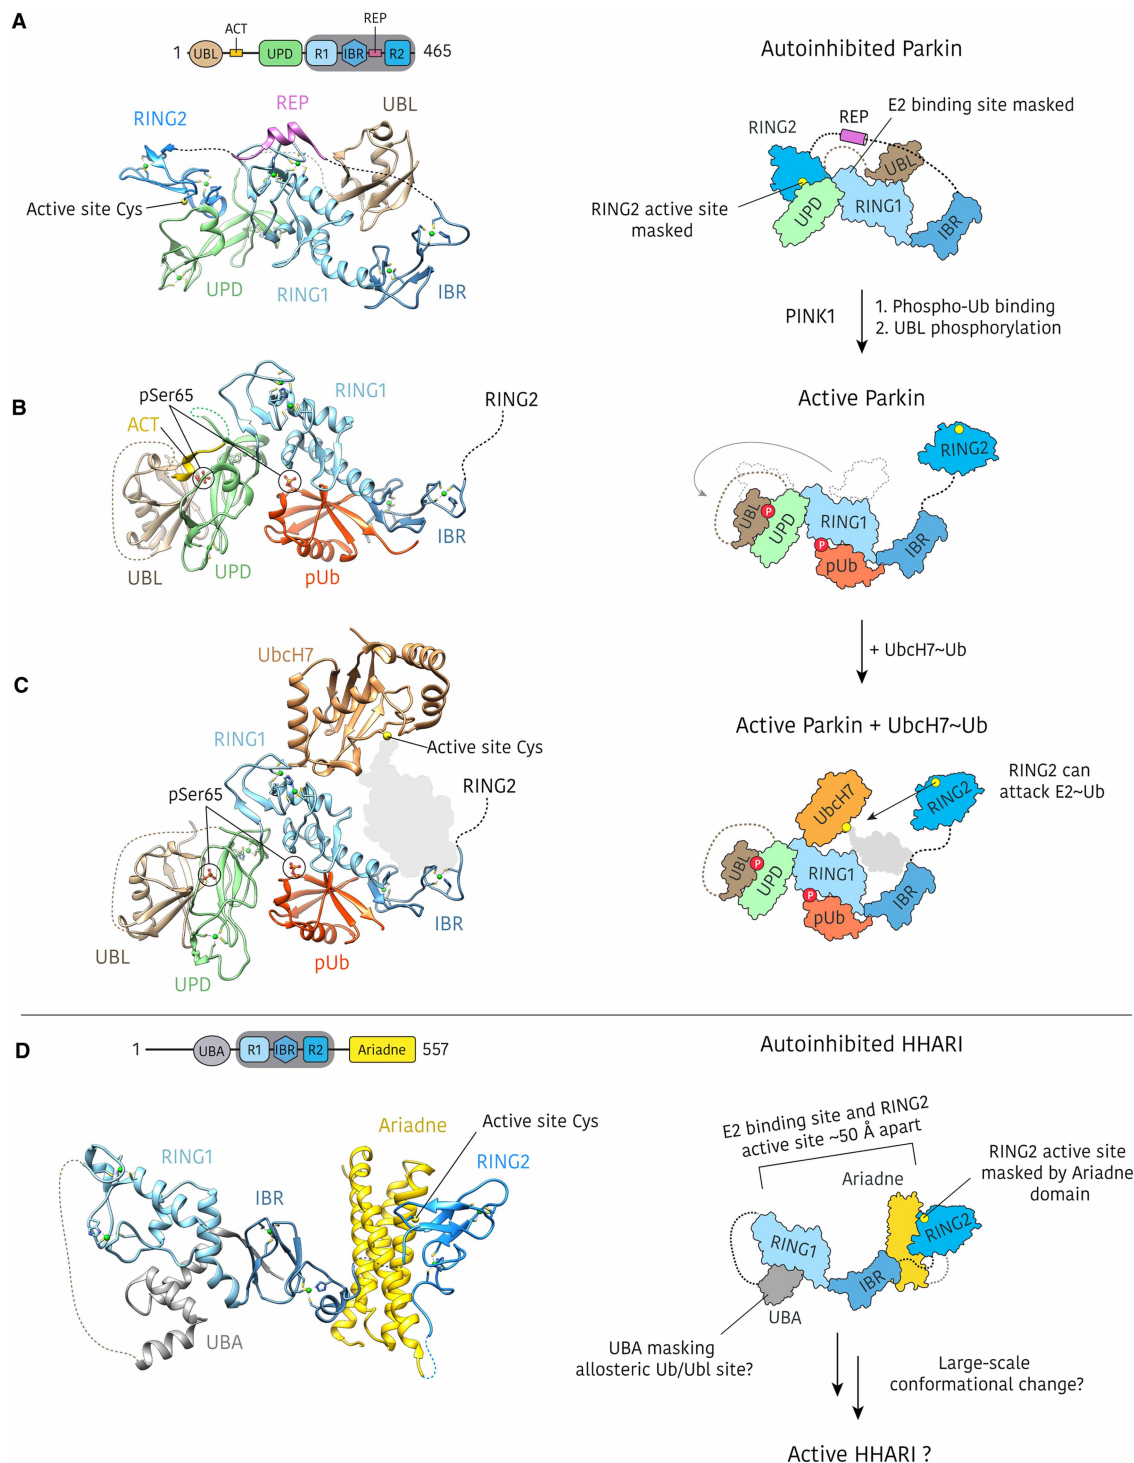 A
ACT
REP
1
UBL
UPD
R1
IBR
R2
465
Autoinhibited Parkin
REP
UBL
RING2
E2 binding site masked
REP
RING2
UBL
Active site Cys
RING2 active site
masked
UPD
RING1
IBR
UPD
RING1
IBR
PINK1
1. Phospho-Ub binding
2. UBL phosphorylation
B
pSer65
RING1
RING2
ACT
Active Parkin
RING2
UBL
P
UPD
RING1
P
pUb
IBR
IBR
UBL
UPD
pUb
+ UbcH7~Ub
C
UbcH7
Active Parkin + UbcH7~Ub
RING1
Active site Cys
RING2
pSer65
RING2 can
attack E2~Ub
UbcH7
RING2
UBL
P
UPD
RING1
P
pUb
IBR
IBR
UBL
pUb
UPD
D
1
UBA
R1
IBR
R2
Ariadne
557
Autoinhibited HHARI
E2 binding site and RING2
active site ~50 Å apart
Ariadne
Active site Cys
RING1
RING2
IBR
RING2 active site
masked by Ariadne
domain
Ariadne
RING1
RING2
IBR
UBA
UBA
UBA masking
allosteric Ub/Ubl site?
Large-scale
conformational change?
Active HHARI ?